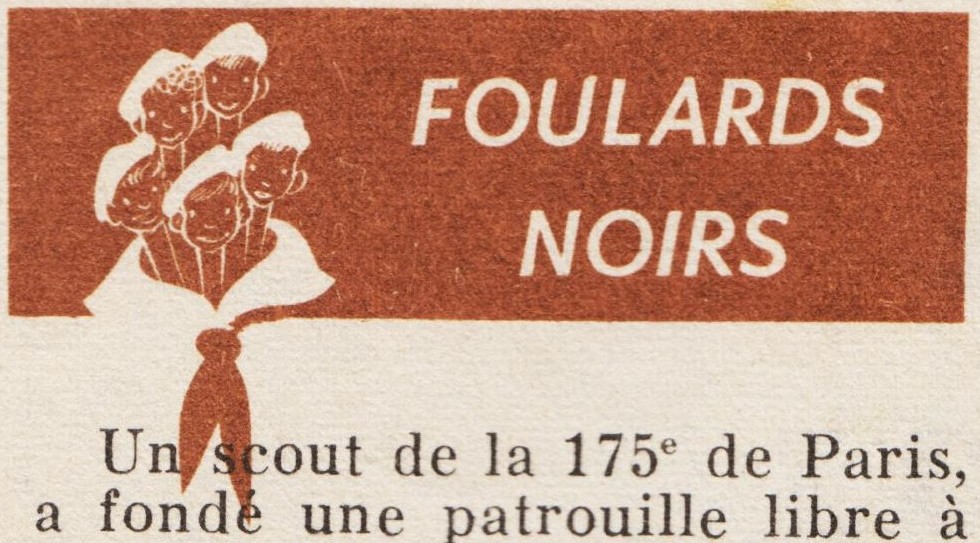 FOULARDS
NOIRS
Un scout de la 175e de Paris,
a fondé une patrouille libre à